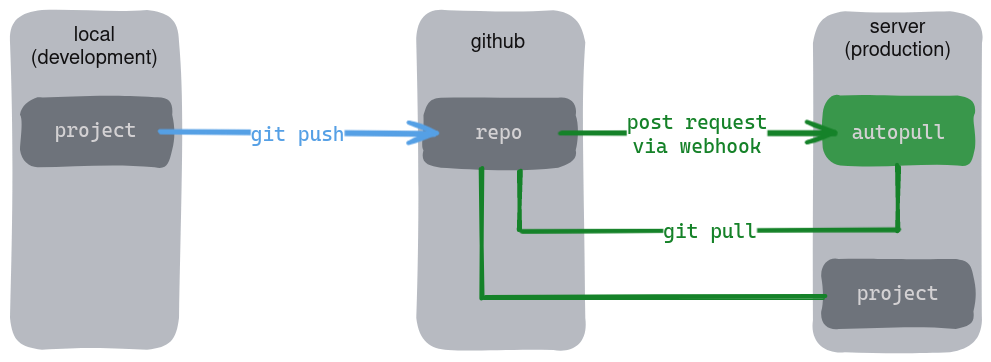 local
(development)
github
server
(production)
project
git push
repo
post request
via webhook
autopull
git pull
project